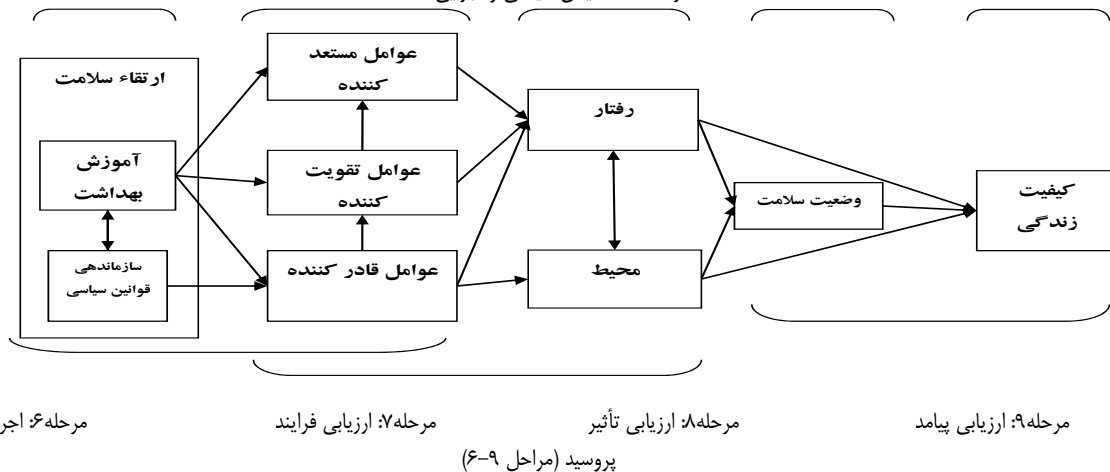 ارتقاء سلامت
آموزش
بهداشت
سازماندهی
قوانین سیاسی
عوامل مستعد
کننده
عوامل تقویت
کننده
عوامل قادر کننده
رفتار
محیط
وضعیت سلامت
کیفیت
زندگی
مرحله۶: اجر
مرحله۷: ارزیابی فرایند
مرحله۸: ارزیابی تأثیر
مرحله۹: ارزیابی پیامد
پروسید (مراحل ۹-۶)